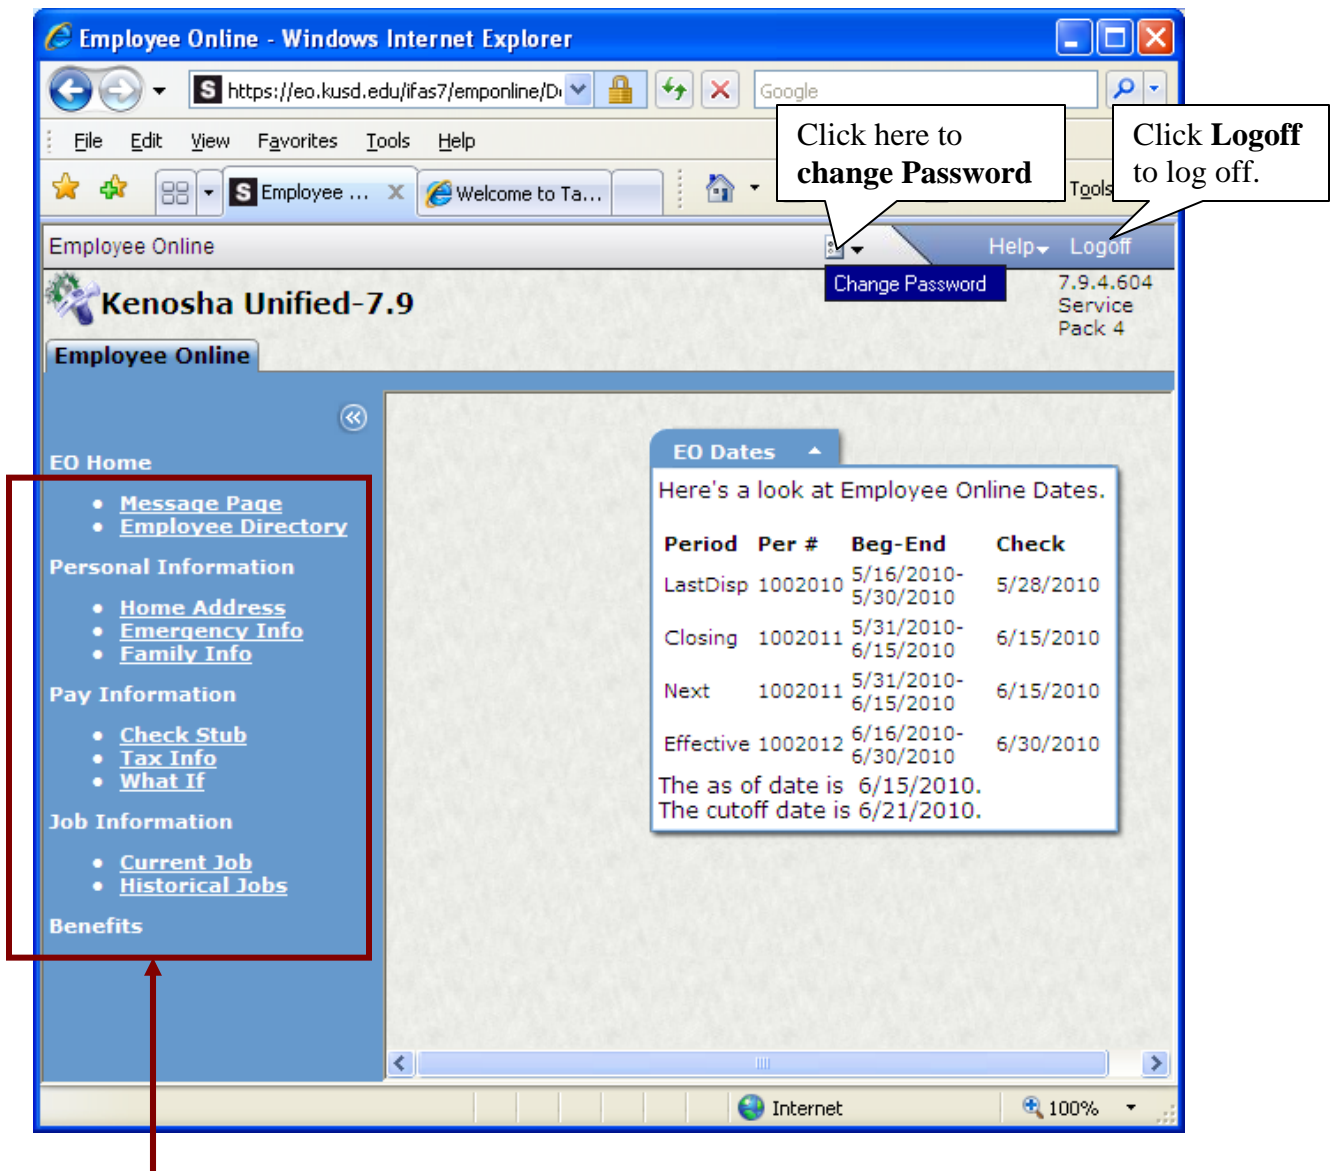 Employee Online - Windows Internet Explorer
https://eo.kusd.edu/ifas7/emponline/D
Google
File Edit View Favorites Tools Help
Click here to
change Password
Click Logoff
to log off.
S Employee ...
Welcome to Ta...
Tools
Employee Online
Help
Logoff
Change Password
Kenosha Unified-7.9
7.9.4.604
Service
Pack 4
Employee Online
EO Home
• Message Page
• Employee Directory
Personal Information
• Home Address
• Emergency Info
• Family Info
Pay Information
• Check Stub
• Tax Info
• What If
Job Information
• Current Job
• Historical Jobs
Benefits
EO Dates
Here's a look at Employee Online Dates.
Period Per # Beg-End Check
LastDisp 1002010 5/16/2010-5/30/2010 5/28/2010
Closing 1002011 5/31/2010-6/15/2010 6/15/2010
Next 1002011 5/31/2010-6/15/2010 6/15/2010
Effective 1002012 6/16/2010-6/30/2010 6/30/2010
The as of date is 6/15/2010.
The cutoff date is 6/21/2010.
Internet
100%